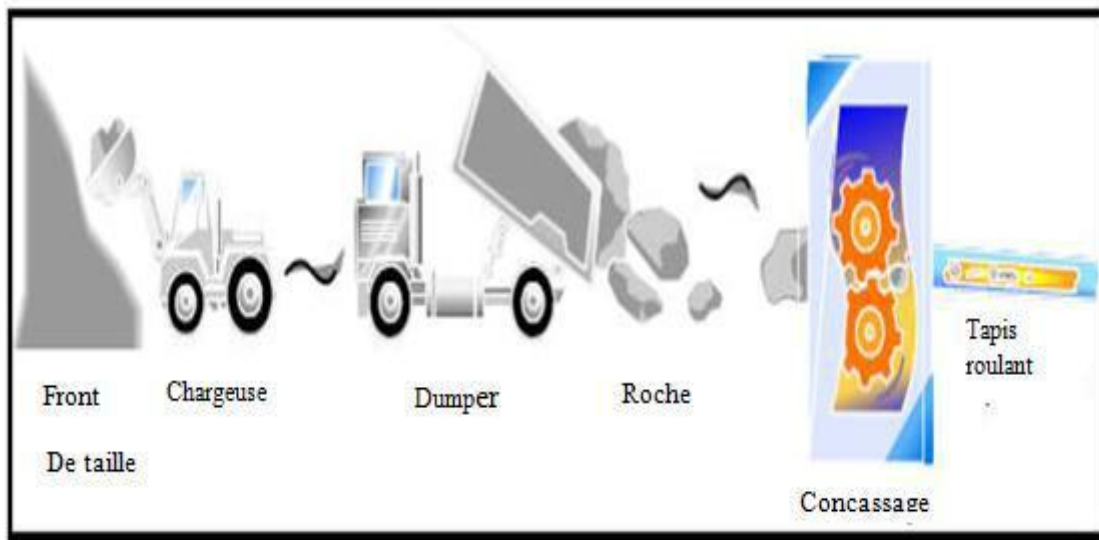 Front
De taille
Chargeuse
Dumper
Roche
Concassage
Tapis
roulant